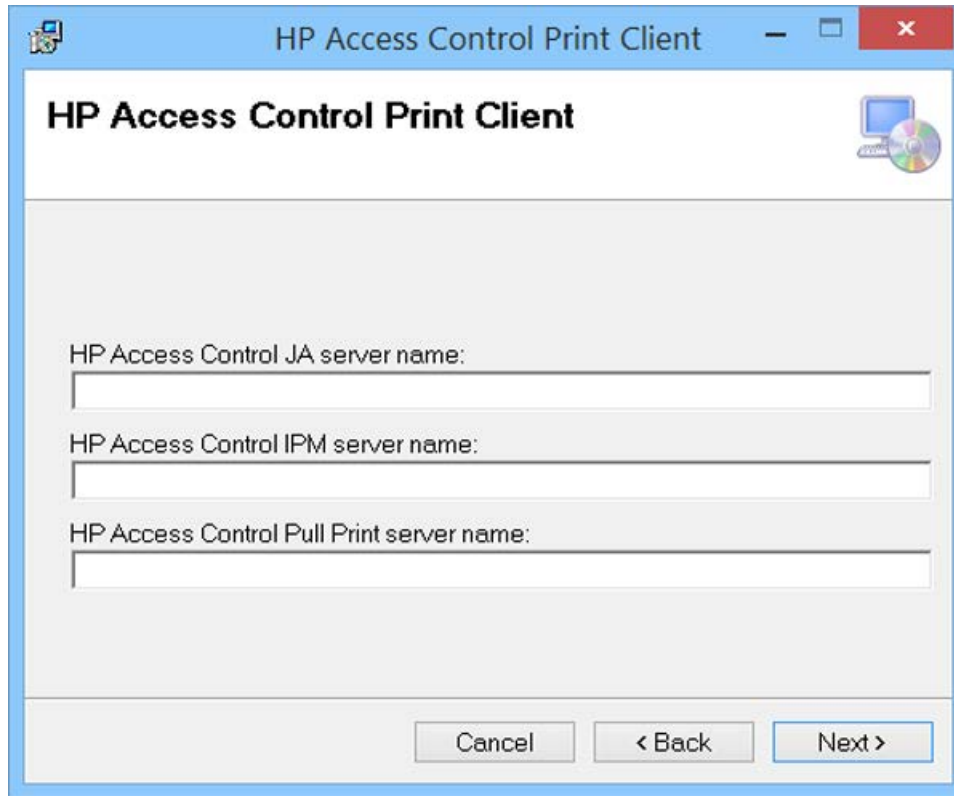 HP Access Control Print Client
HP Access Control Print Client
HP Access Control JA server name:
HP Access Control IPM server name:
HP Access Control Pull Print server name:
Cancel
< Back
Next >